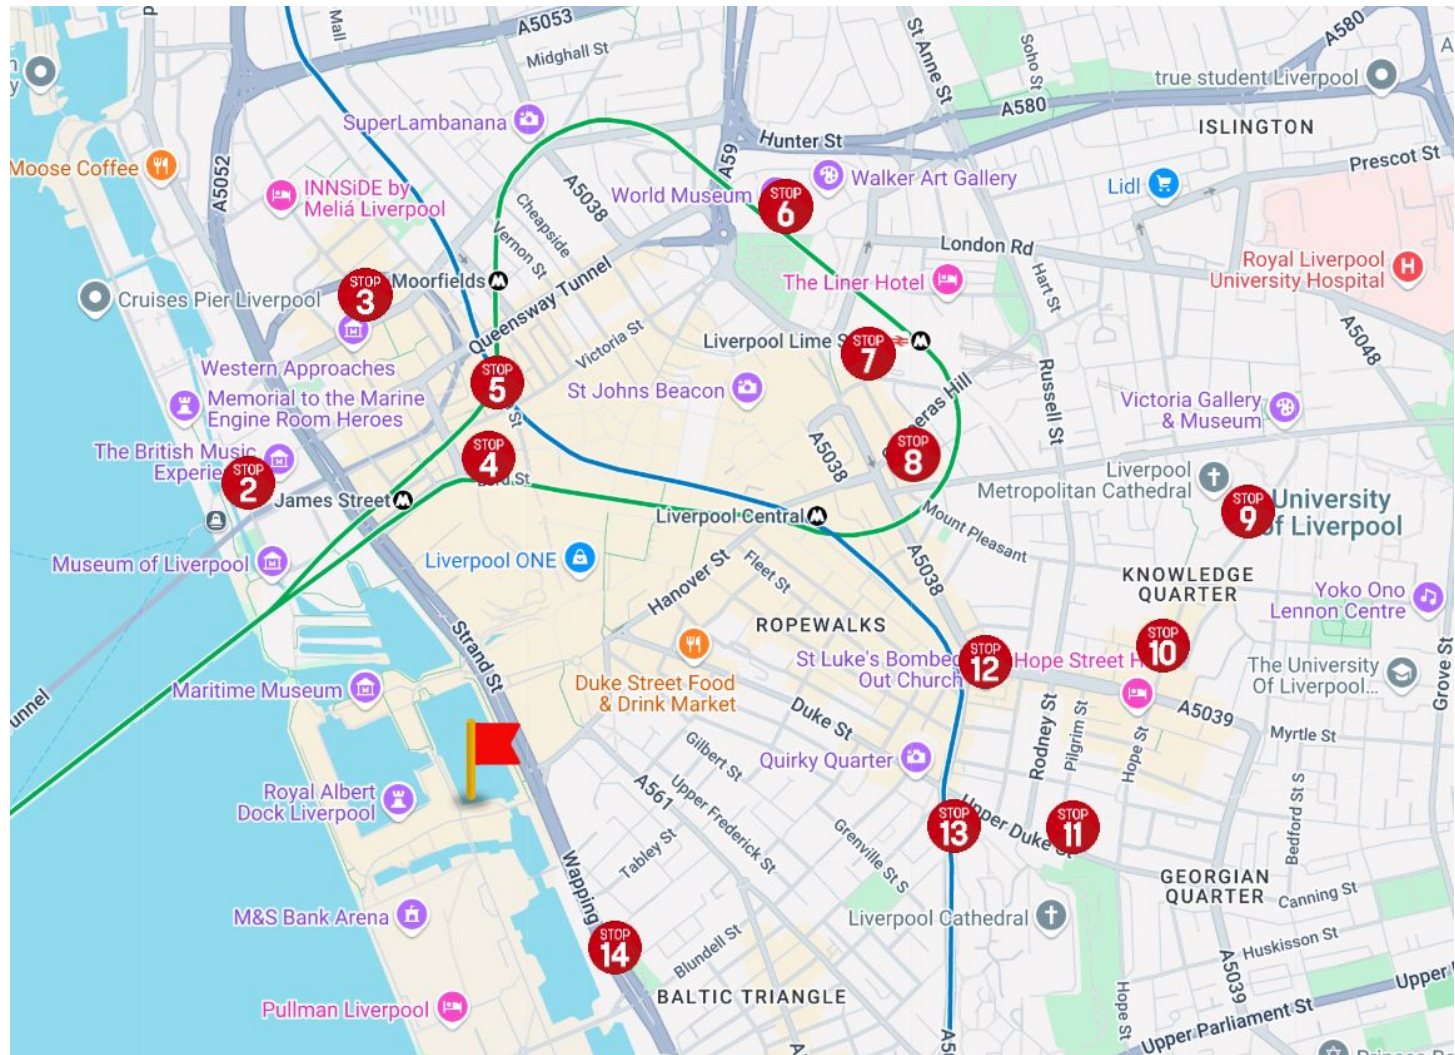 A5053
Mall
Midghall St
St Anne St
Soho St
A580
A580
true student Liverpool
SuperLambanana
A59
Hunter St
ISLINGTON
Moose Coffee
A5052
INNSiDE by
Meliá Liverpool
A5038
Cheapside
Vernon St
World Museum
STOP
6
Walker Art Gallery
Lidl
Prescot St
London Rd
Royal Liverpool
University Hospital
H
Cruises Pier Liverpool
STOP
3
Moorfields
Queensway Tunnel
Victoria St
The Liner Hotel
Hart St
A5048
Western Approaches
Liverpool Lime
STOP
7
Russell St
Memorial to the Marine
Engine Room Heroes
STOP
5
St
St Johns Beacon
Victoria Gallery
& Museum
The British Music
STOP
2
STOP
4
A5038
STOP
8
Hill
Liverpool
Metropolitan Cathedral
STOP
9
University
of Liverpool
James Street
Liverpool Central
Mount Pleasant
Museum of Liverpool
Liverpool ONE
Hanover St
Fleet St
A5038
KNOWLEDGE
QUARTER
Yoko Ono
Lennon Centre
Strand St
ROPEWALKS
St Luke's Bombed
Out Church
STOP
12
Hope Street H
STOP
10
The University
Of Liverpool...
Grove St
Maritime Museum
Duke Street Food
& Drink Market
Duke St
Rodney St
Pilgrim St
Hope St
A5039
Myrtle St
Royal Albert
Dock Liverpool
Gilbert St
Quirky Quarter
A561
Upper Frederick St
Tabley St
Grenville St S
STOP
13
Upper Duke St
STOP
11
Bedford St S
Wapping
GEORGIAN
QUARTER
Canning St
M&S Bank Arena
STOP
14
Blundell St
Liverpool Cathedral
Huskisson St
A5039
Pullman Liverpool
BALTIC TRIANGLE
Hope St
Upper Parliament St
Upper